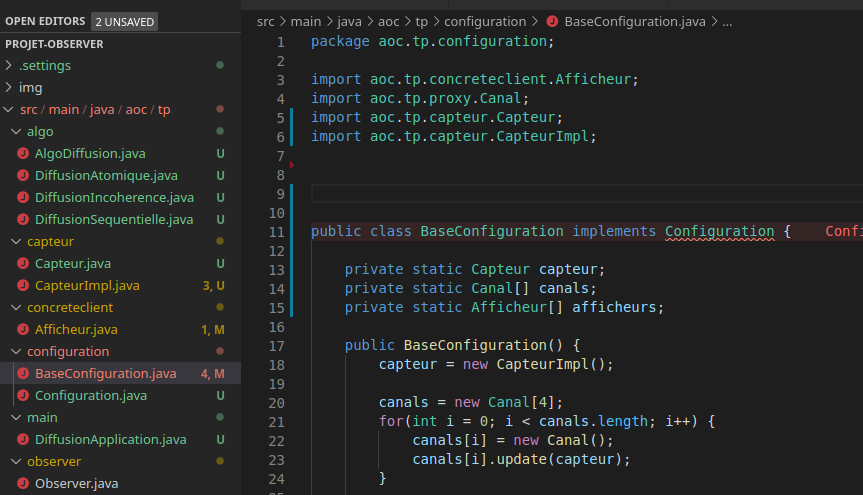 OPEN EDITORS 2 UNSAVED
PROJET-OBSERVER
.settings
img
src / main / java / aoc / tp
algo
AlgoDiffusion.java U
DiffusionAtomique.java U
DiffusionIncoherence.java U
DiffusionSequentielle.java U
capteur
Capteur.java U
CapteurImpl.java 3, U
concreteclient
Afficheur.java 1, M
configuration
BaseConfiguration.java 4, M
Configuration.java U
main
DiffusionApplication.java U
observer
Observer.java
src > main > java > aoc > tp > configuration > BaseConfiguration.java > ...
1 package aoc.tp.configuration;
2
3 import aoc.tp.concreteclient.Afficheur;
4 import aoc.tp.proxy.Canal;
5 import aoc.tp.capteur.Capteur;
6 import aoc.tp.capteur.CapteurImpl;
7
8
9
10
11 public class BaseConfiguration implements Configuration { Confi
12
13 private static Capteur capteur;
14 private static Canal[] canals;
15 private static Afficheur[] afficheurs;
16
17 public BaseConfiguration() {
18 capteur = new CapteurImpl();
19
20 canals = new Canal[4];
21 for(int i = 0; i < canals.length; i++) {
22 canals[i] = new Canal();
23 canals[i].update(capteur);
24 }